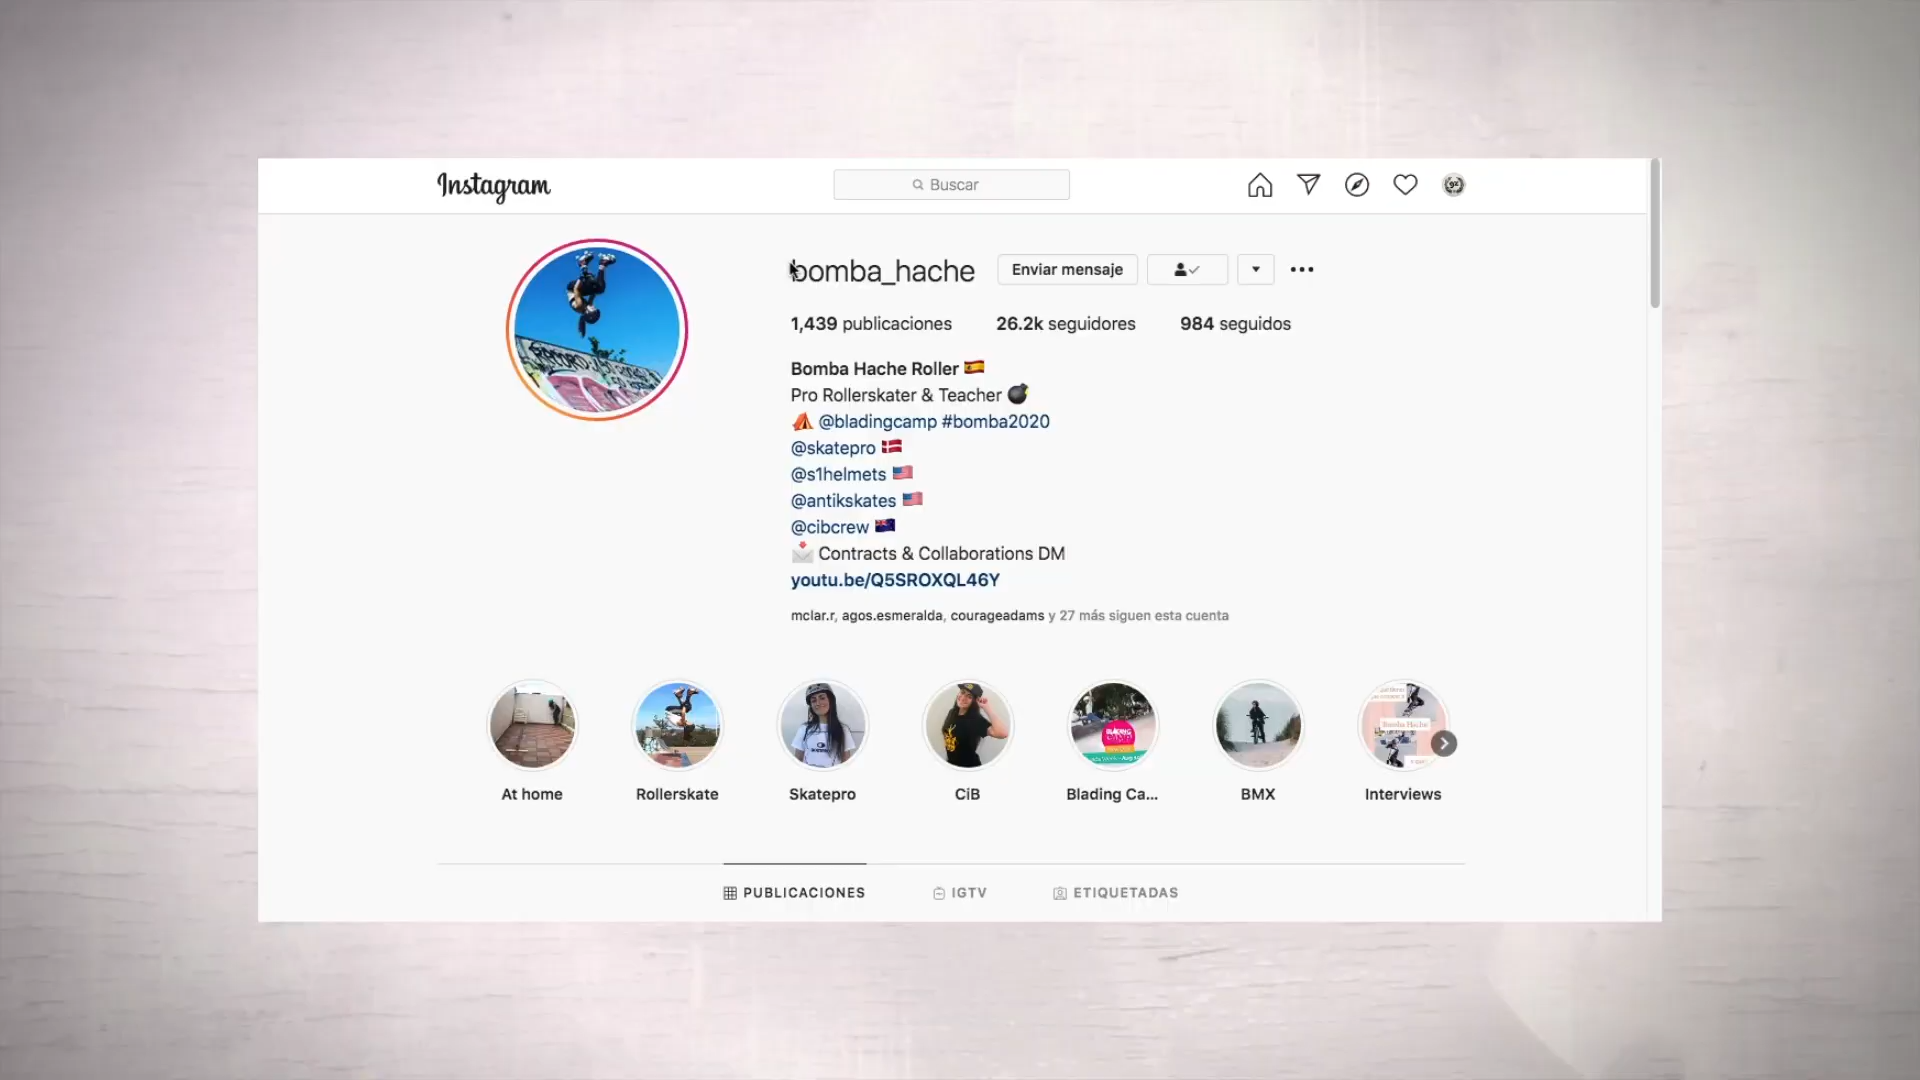 Instagram
Buscar
bomba_hache Enviar mensaje
1,439 publicaciones 26.2k seguidores 984 seguidos
Bomba Hache Roller 🇪🇸
Pro Rollerskater & Teacher 💣
⛺ @bladingcamp #bomba2020
@skatepro 🇩🇰
@s1helmets 🇺🇸
@antikskates 🇺🇸
@cibcrew 🇳🇿
📩 Contracts & Collaborations DM
youtu.be/Q5SROXQL46Y
mclar.r, agos.esmeralda, courageadams y 27 más siguen esta cuenta
Bomba Hache
At home Rollerskate Skatepro CiB Blading Ca... BMX Interviews
PUBLICACIONES IGTV ETIQUETADAS